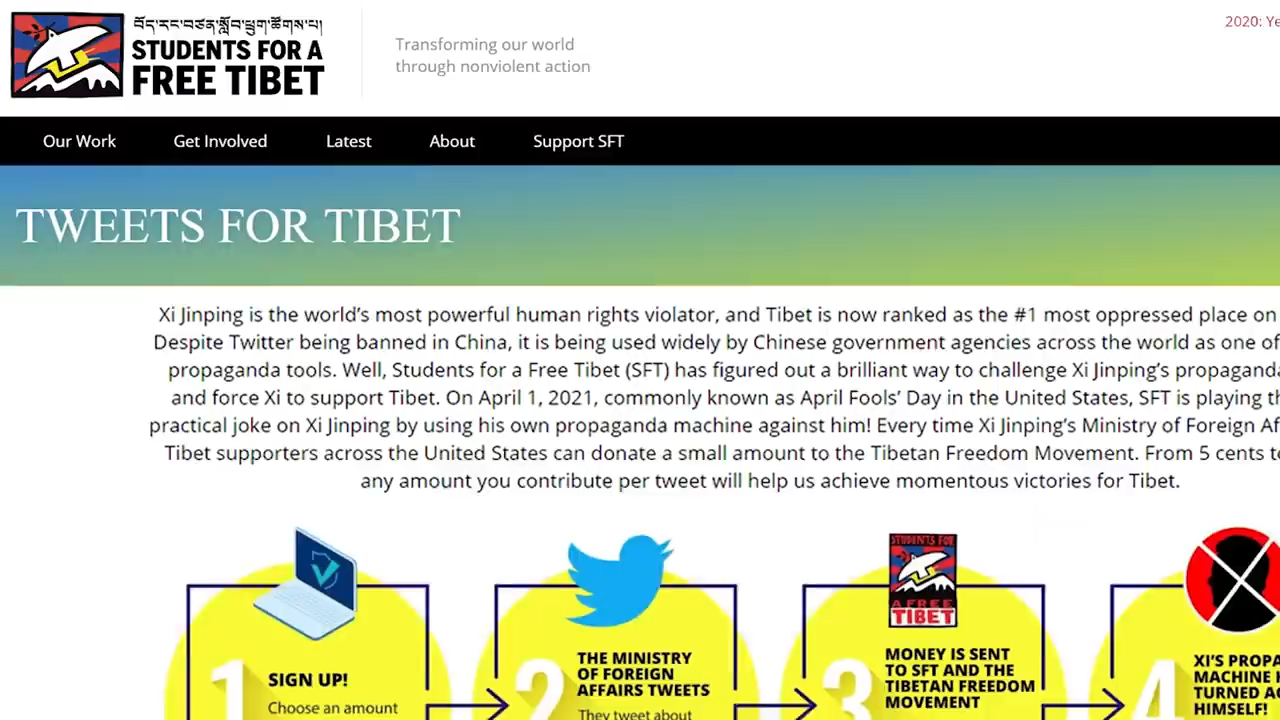 བོད་རང་བཙན་སློབ་ཕྲུག་ཚོགས་པ།
STUDENTS FOR A
FREE TIBET
Transforming our world
through nonviolent action
2020:
Our Work
Get Involved
Latest
About
Support SFT
TWEETS FOR TIBET
Xi Jinping is the world’s most powerful human rights violator, and Tibet is now ranked as the #1 most oppressed place on
Despite Twitter being banned in China, it is being used widely by Chinese government agencies across the world as one of
propaganda tools. Well, Students for a Free Tibet (SFT) has figured out a brilliant way to challenge Xi Jinping’s propaganda
and force Xi to support Tibet. On April 1, 2021, commonly known as April Fools’ Day in the United States, SFT is playing
practical joke on Xi Jinping by using his own propaganda machine against him! Every time Xi Jinping’s Ministry of Foreign
Tibet supporters across the United States can donate a small amount to the Tibetan Freedom Movement. From 5 cents
any amount you contribute per tweet will help us achieve momentous victories for Tibet.
1
SIGN UP!
Choose an amount
2
THE MINISTRY
OF FOREIGN
AFFAIRS TWEETS
They tweet about
STUDENTS FOR
A FREE
TIBET
3
MONEY IS SENT
TO SFT AND THE
TIBETAN FREEDOM
MOVEMENT
4
XI’S
MACHINE
TURNED
HIMSELF!